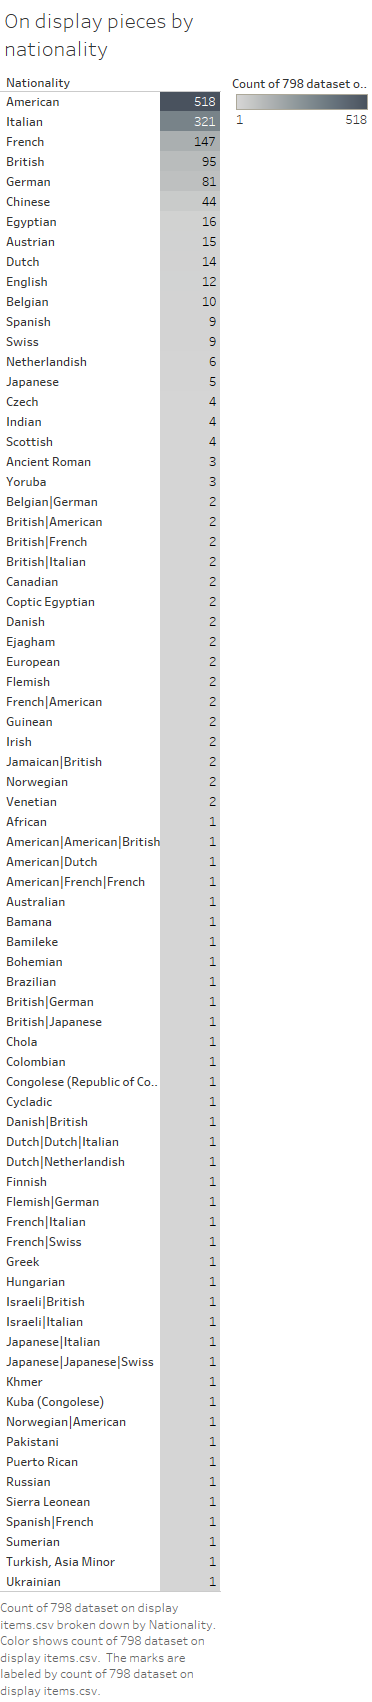 On display pieces by
nationality
Nationality
Count of 798 dataset o..
1 518
American 518
Italian 321
French 147
British 95
German 81
Chinese 44
Egyptian 16
Austrian 15
Dutch 14
English 12
Belgian 10
Spanish 9
Swiss 9
Netherlandish 6
Japanese 5
Czech 4
Indian 4
Scottish 4
Ancient Roman 3
Yoruba 3
Belgian|German 2
British|American 2
British|French 2
British|Italian 2
Canadian 2
Coptic Egyptian 2
Danish 2
Ejagham 2
European 2
Flemish 2
French|American 2
Guinean 2
Irish 2
Jamaican|British 2
Norwegian 2
Venetian 2
African 1
American|American|British 1
American|Dutch 1
American|French|French 1
Australian 1
Bamana 1
Bamileke 1
Bohemian 1
Brazilian 1
British|German 1
British|Japanese 1
Chola 1
Colombian 1
Congolese (Republic of Co.. 1
Cycladic 1
Danish|British 1
Dutch|Dutch|Italian 1
Dutch|Netherlandish 1
Finnish 1
Flemish|German 1
French|Italian 1
French|Swiss 1
Greek 1
Hungarian 1
Israeli|British 1
Israeli|Italian 1
Japanese|Italian 1
Japanese|Japanese|Swiss 1
Khmer 1
Kuba (Congolese) 1
Norwegian|American 1
Pakistani 1
Puerto Rican 1
Russian 1
Sierra Leonean 1
Spanish|French 1
Sumerian 1
Turkish, Asia Minor 1
Ukrainian 1
Count of 798 dataset on display
items.csv broken down by Nationality.
Color shows count of 798 dataset on
display items.csv. The marks are
labeled by count of 798 dataset on
display items.csv.